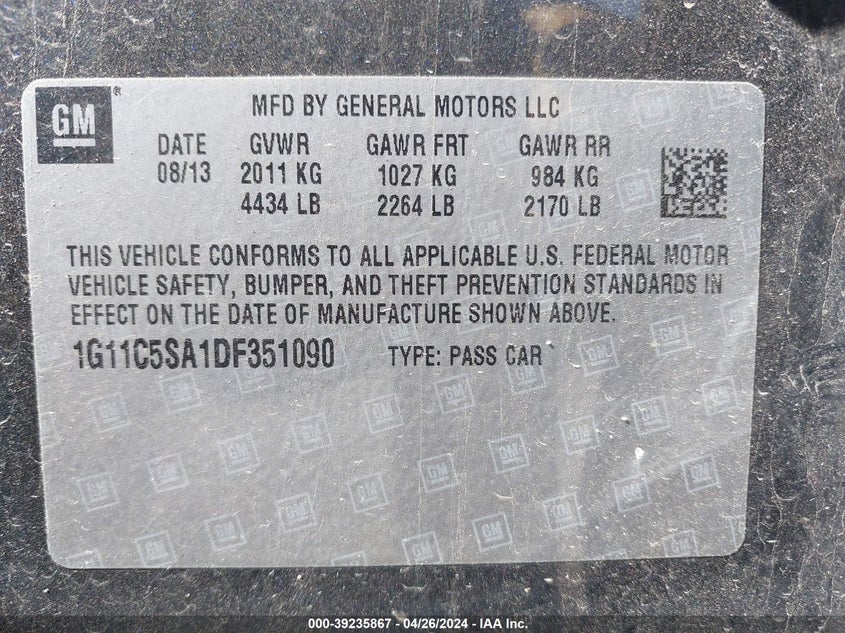 GM®
MFD BY GENERAL MOTORS LLC
DATE GVWR GAWR FRT GAWR RR
08/13 2011 KG 1027 KG 984 KG
4434 LB 2264 LB 2170 LB
THIS VEHICLE CONFORMS TO ALL APPLICABLE U.S. FEDERAL MOTOR
VEHICLE SAFETY, BUMPER, AND THEFT PREVENTION STANDARDS IN
EFFECT ON THE DATE OF MANUFACTURE SHOWN ABOVE.
1G11C5SA1DF351090 TYPE: PASS CAR
000-39235867 - 04/26/2024 - IAA Inc.